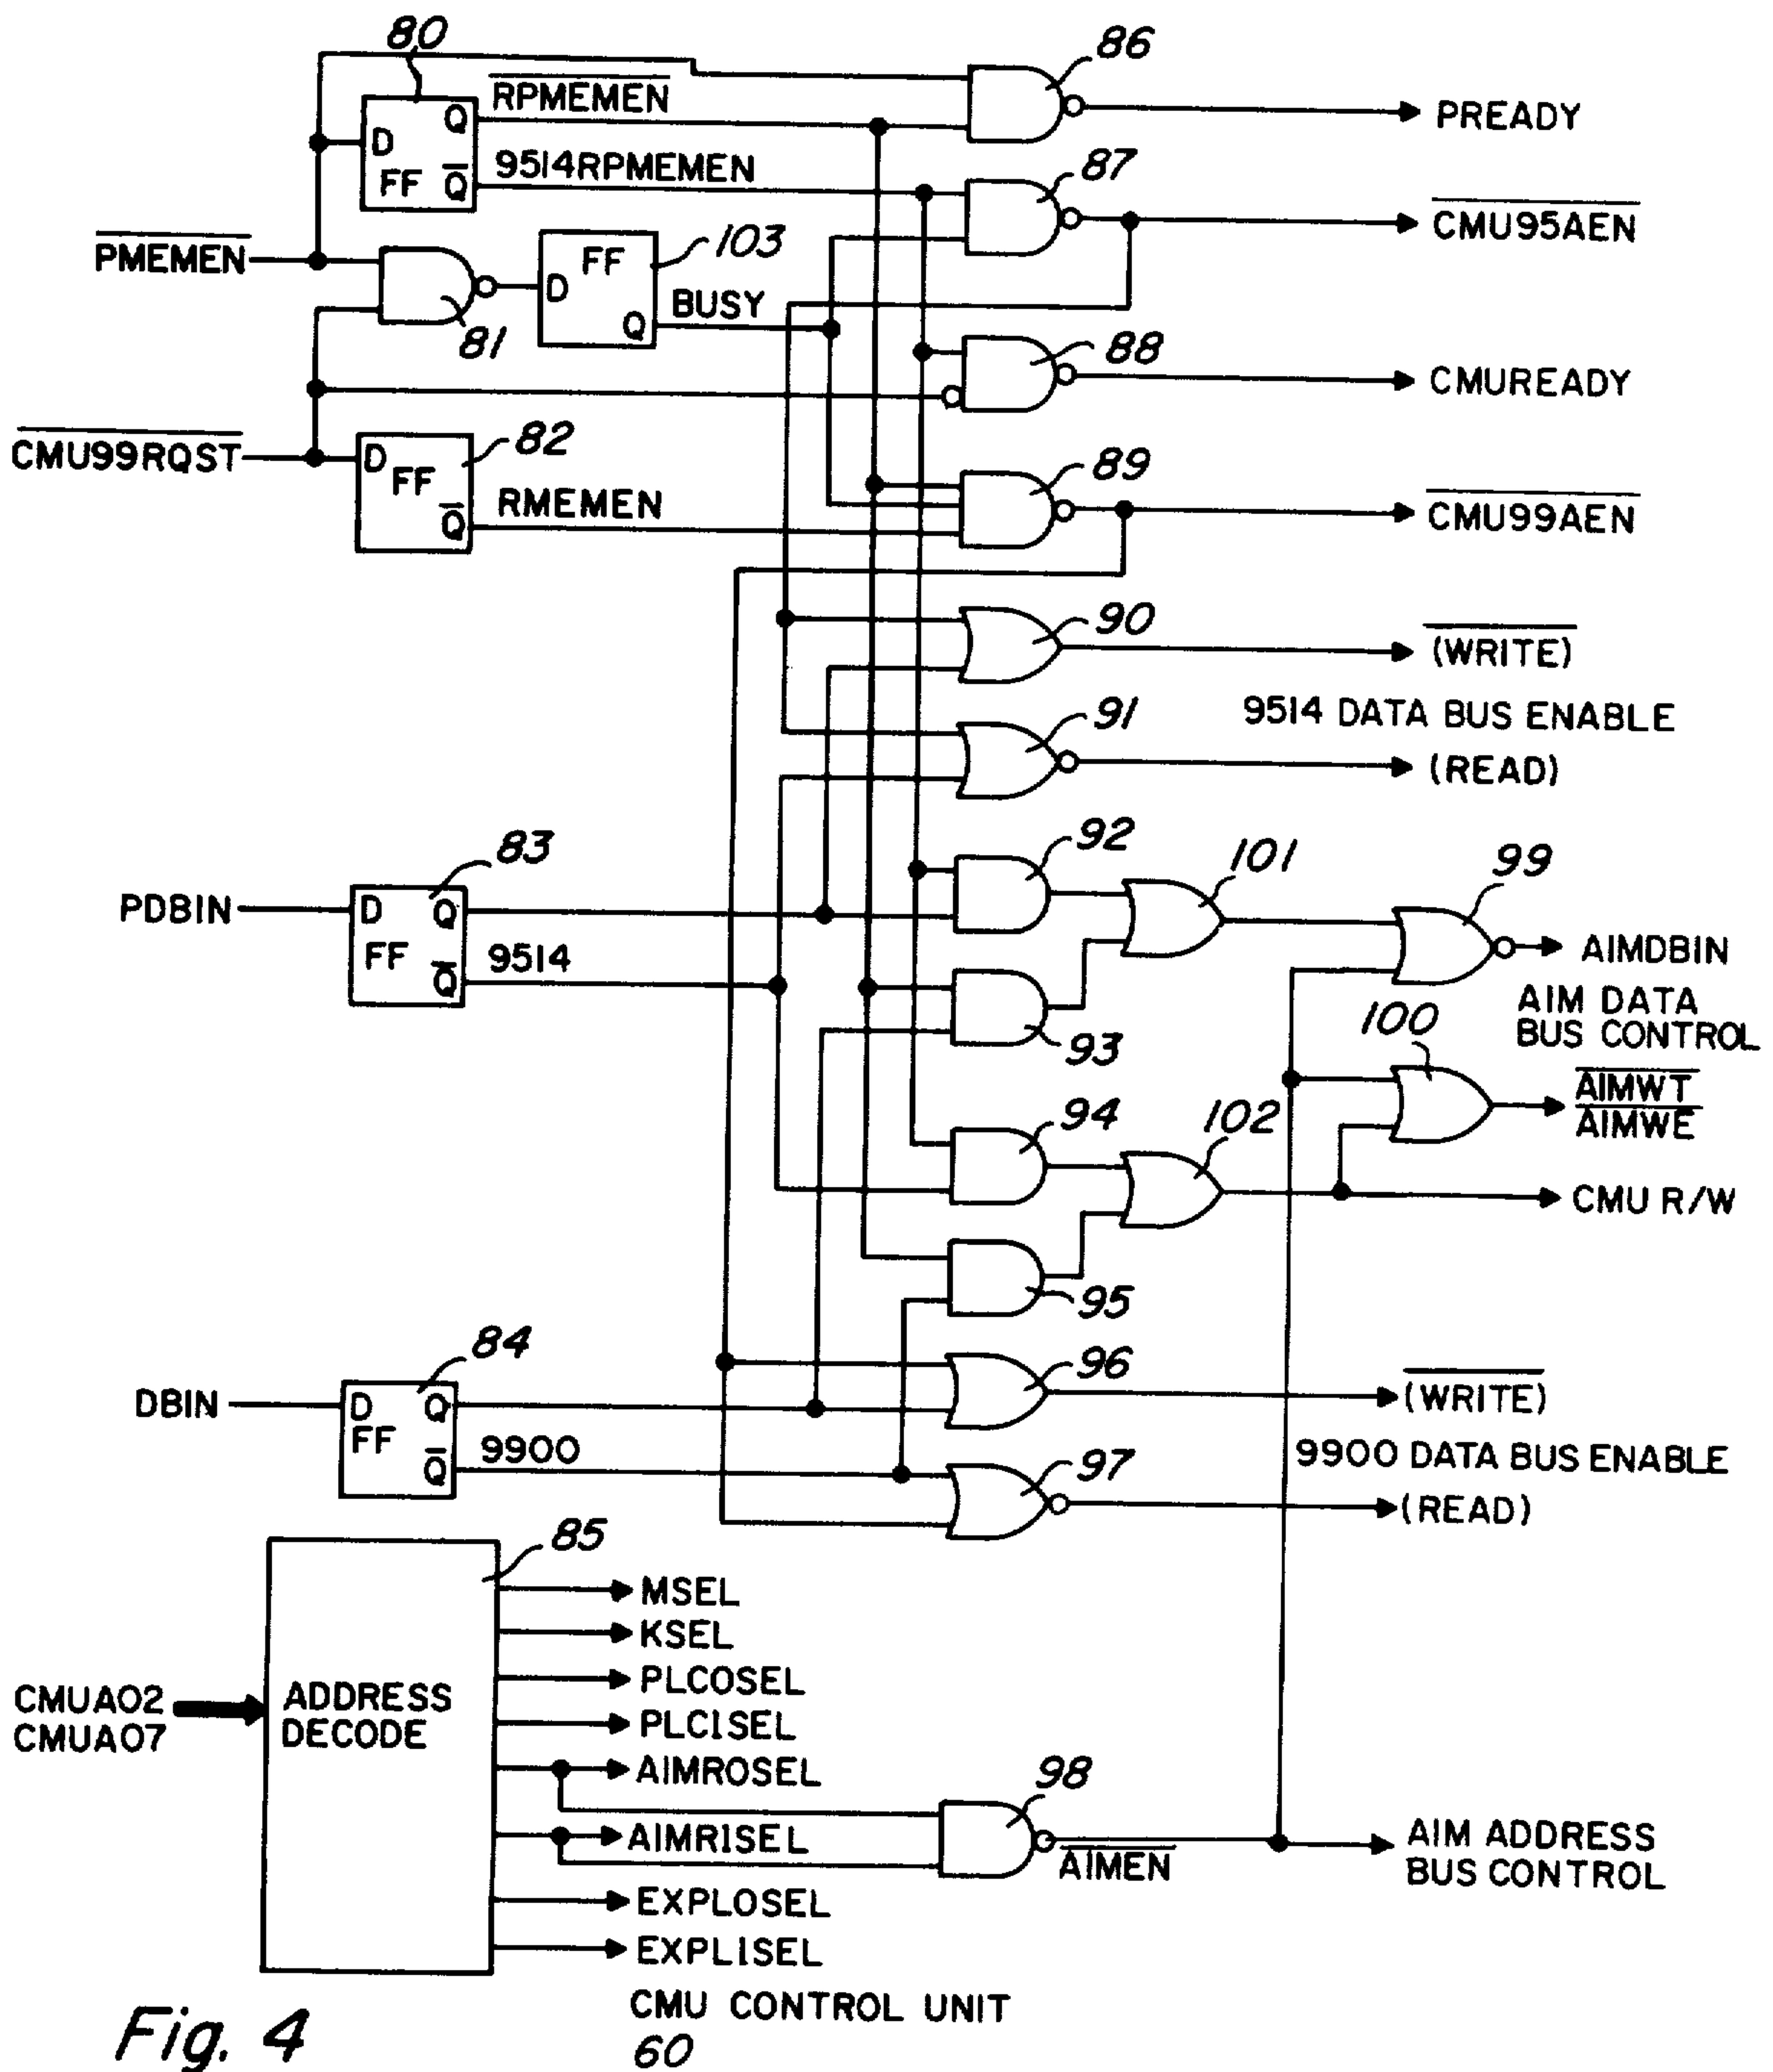 80
86
RPMEMEN
PREADY
Q
D
FF Q
9514RPMEMEN
87
CMU95AEN
PMEMEN
81
103
FF
D
Q
BUSY
88
CMUREADY
CMU99RQST
82
D
FF
Q
RMEMEN
89
CMU99AEN
90
(WRITE)
9514 DATA BUS ENABLE
91
(READ)
83
PDBIN
D Q
FF Q
9514
92
101
99
AIMDBIN
AIM DATA
BUS CONTROL
93
100
AIMWT
AIMWE
94
102
CMU R/W
95
84
DBIN
D Q
FF
Q
9900
96
(WRITE)
9900 DATA BUS ENABLE
97
(READ)
85
MSEL
KSEL
PLCOSEL
PLCISEL
AIMROSEL
AIMRISEL
EXPLOSEL
EXPLISEL
CMUA02
CMUA07
ADDRESS
DECODE
98
AIMEN
AIM ADDRESS
BUS CONTROL
CMU CONTROL UNIT
60
Fig. 4